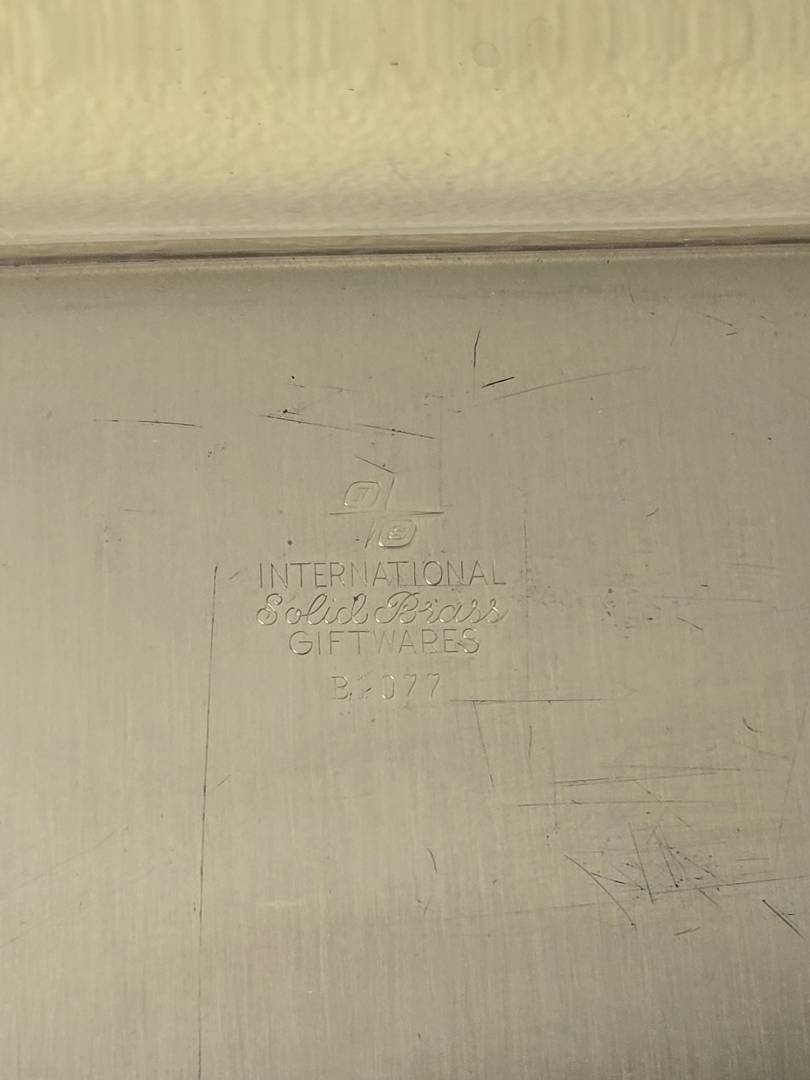 INTERNATIONAL
Solid Brass
GIFTWARES